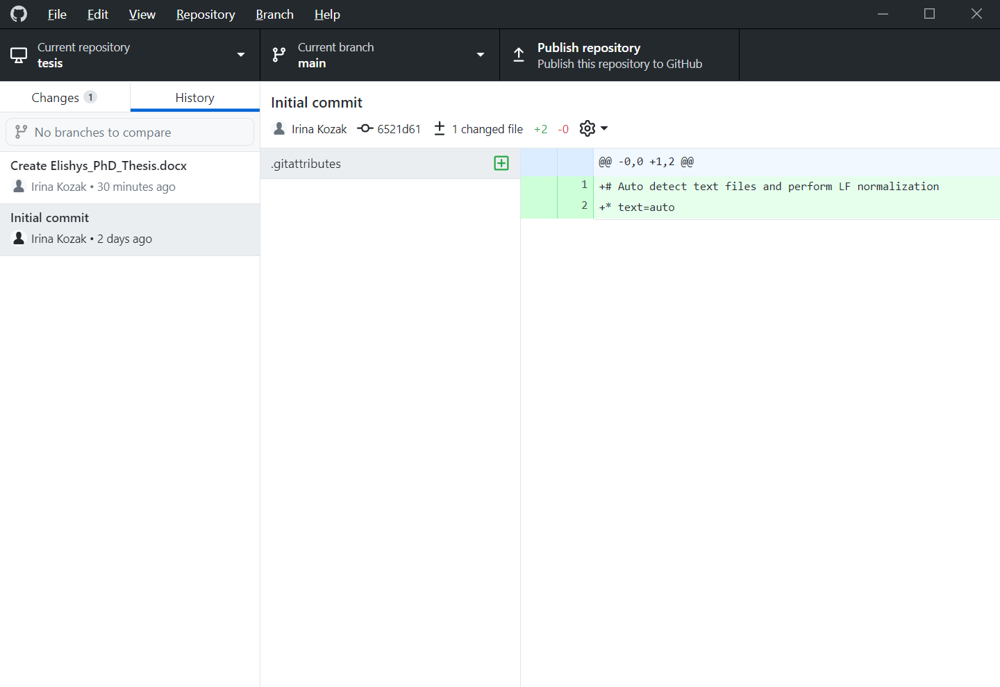 File Edit View Repository Branch Help
Current repository
tesis
Current branch
main
Publish repository
Publish this repository to GitHub
Changes 1
History
No branches to compare
Create Elishys_PhD_Thesis.docx
Irina Kozak • 30 minutes ago
Initial commit
Irina Kozak • 2 days ago
Initial commit
Irina Kozak 6521d61 1 changed file +2 -0
.gitattributes
@@ -0,0 +1,2 @@
1 +# Auto detect text files and perform LF normalization
2 +* text=auto